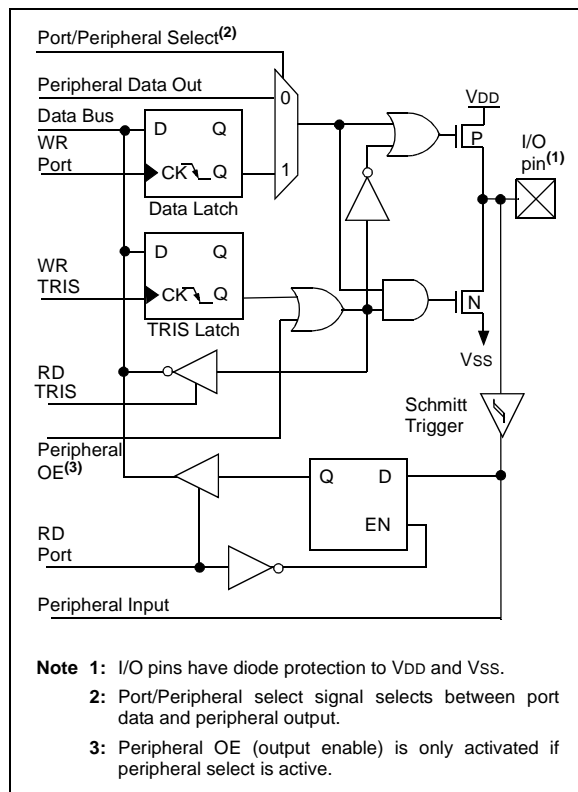 Port/Peripheral Select(2)
Peripheral Data Out
Data Bus
WR
Port
D Q
CK Q
Data Latch
0
1
VDD
P
I/O
pin(1)
WR
TRIS
D Q
CK Q
TRIS Latch
N
VSS
RD
TRIS
Schmitt
Trigger
Peripheral
OE(3)
Q D
EN
RD
Port
Peripheral Input
Note 1: I/O pins have diode protection to VDD and VSS.
2: Port/Peripheral select signal selects between port
data and peripheral output.
3: Peripheral OE (output enable) is only activated if
peripheral select is active.